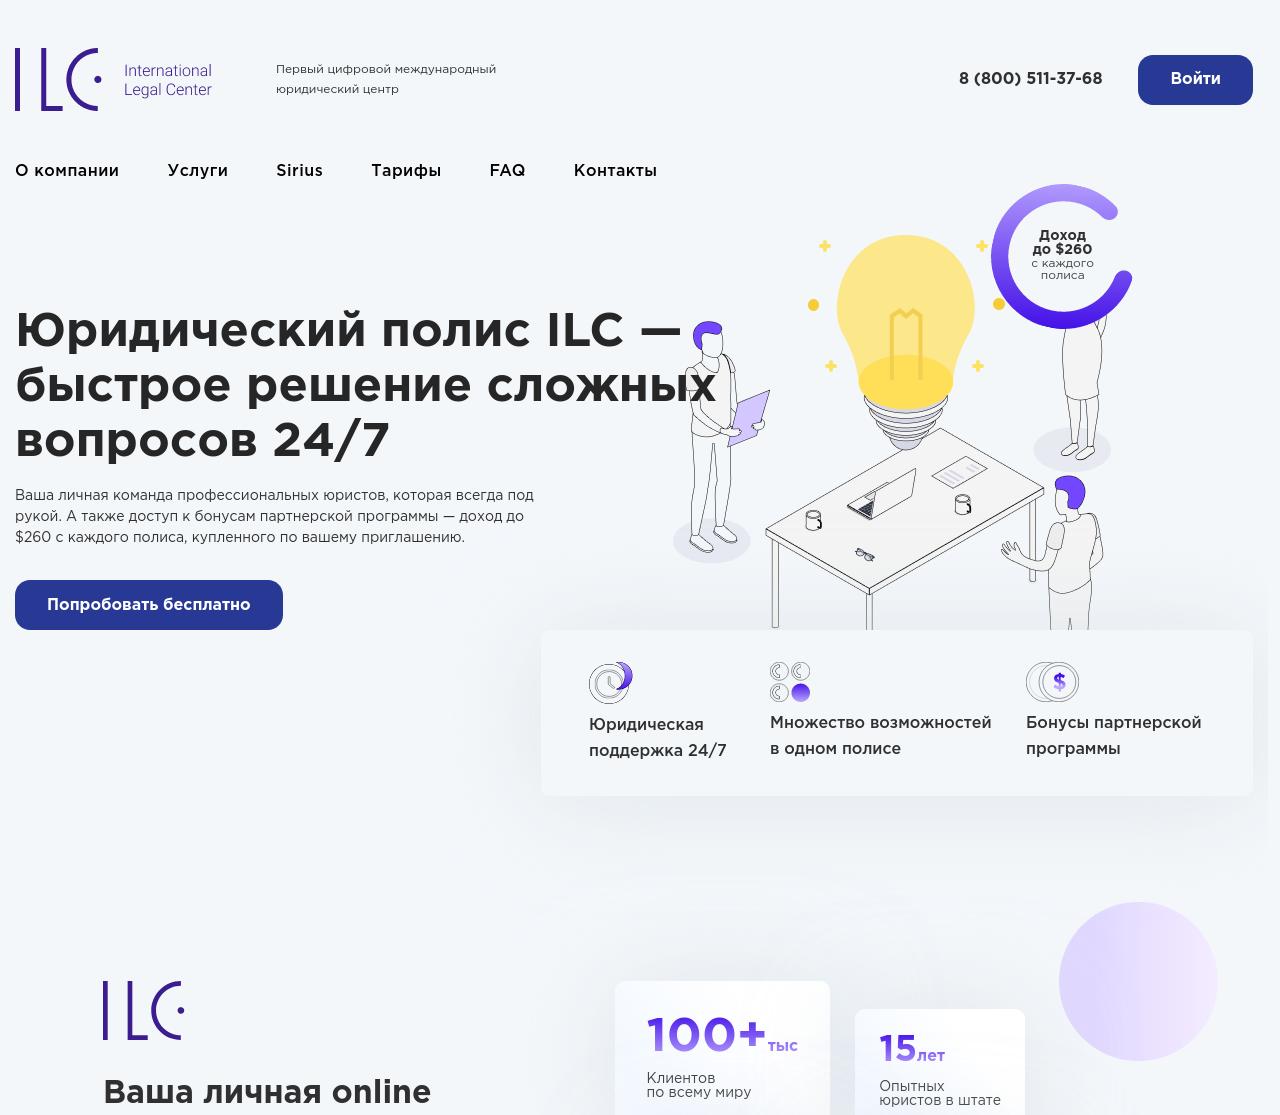 ILC International
Legal Center
Первый цифровой международный
юридический центр
8 (800) 511-37-68
Войти
О компании Услуги Sirius Тарифы FAQ Контакты
Доход
до $260
с каждого
полиса
Юридический полис ILC —
быстрое решение сложных
вопросов 24/7
Ваша личная команда профессиональных юристов, которая всегда под
рукой. А также доступ к бонусам партнерской программы — доход до
$260 с каждого полиса, купленного по вашему приглашению.
Попробовать бесплатно
Юридическая
поддержка 24/7
Множество возможностей
в одном полисе
$
Бонусы партнерской
программы
ILC
Ваша личная online
100+тыс
Клиентов
по всему миру
15лет
Опытных
юристов в штате